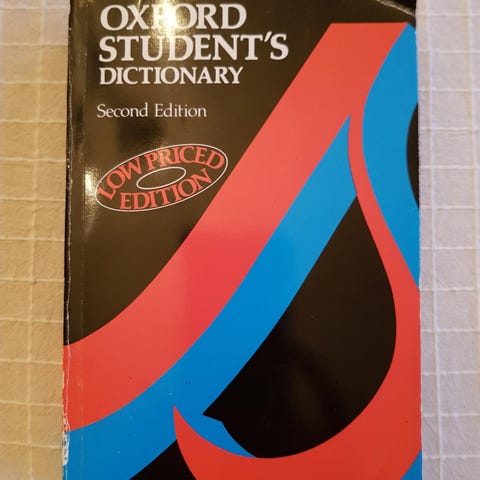 OXFORD
STUDENT'S
DICTIONARY
Second Edition
LOW PRICED
EDITION